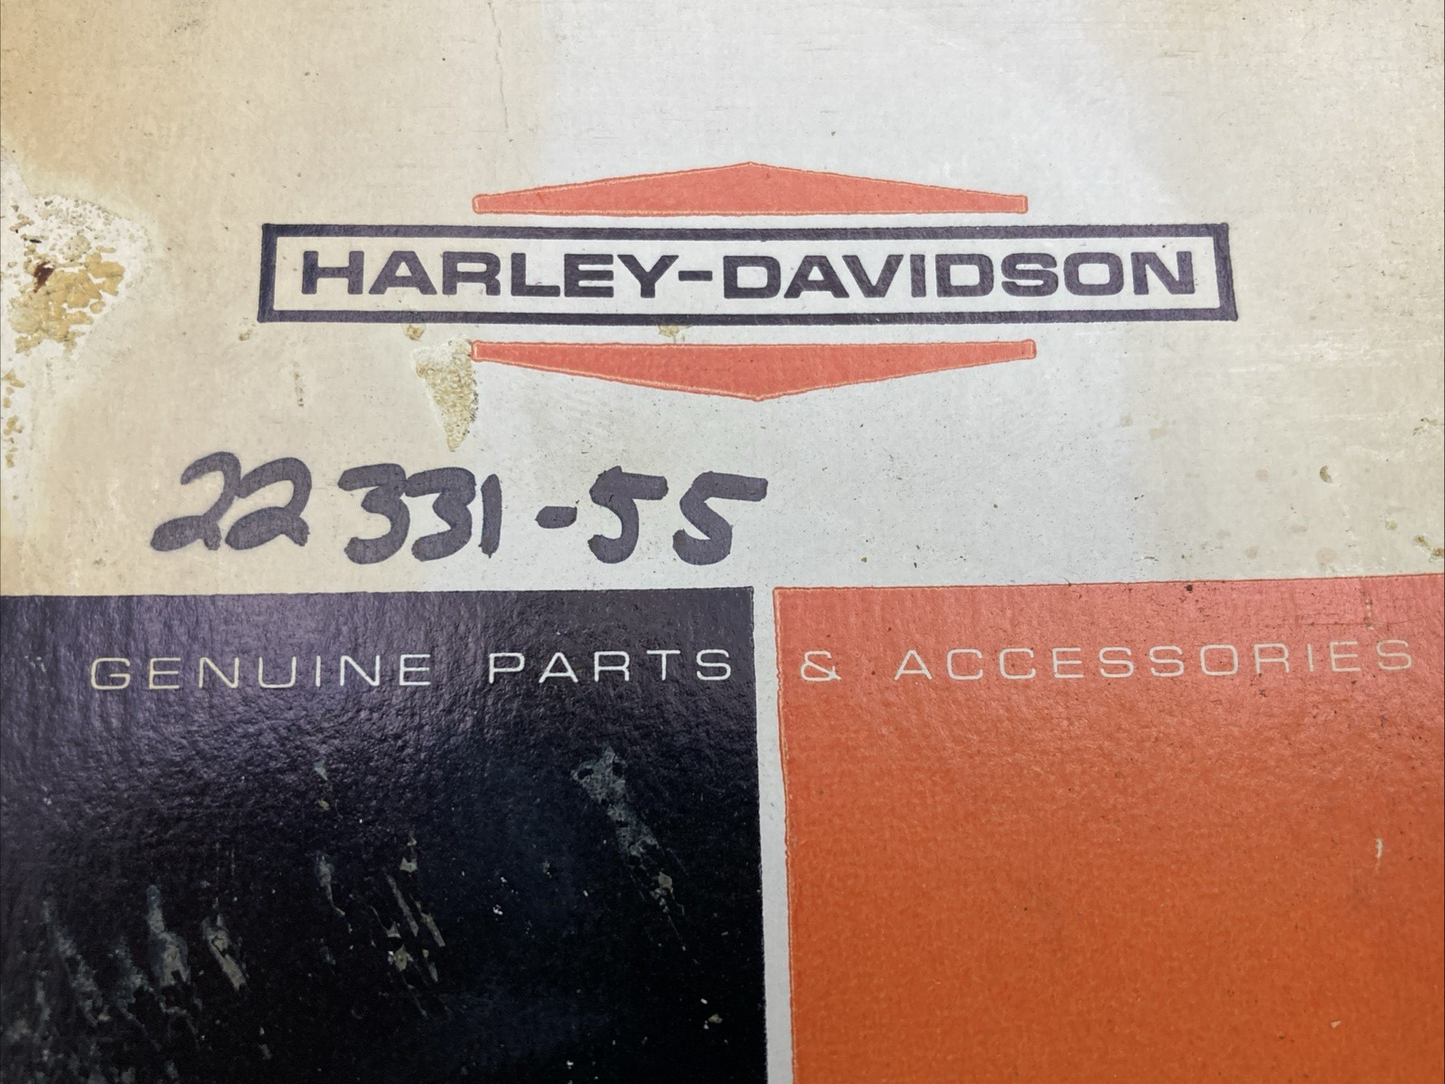 HARLEY-DAVIDSON
22331-55
GENUINE PARTS & ACCESSORIES